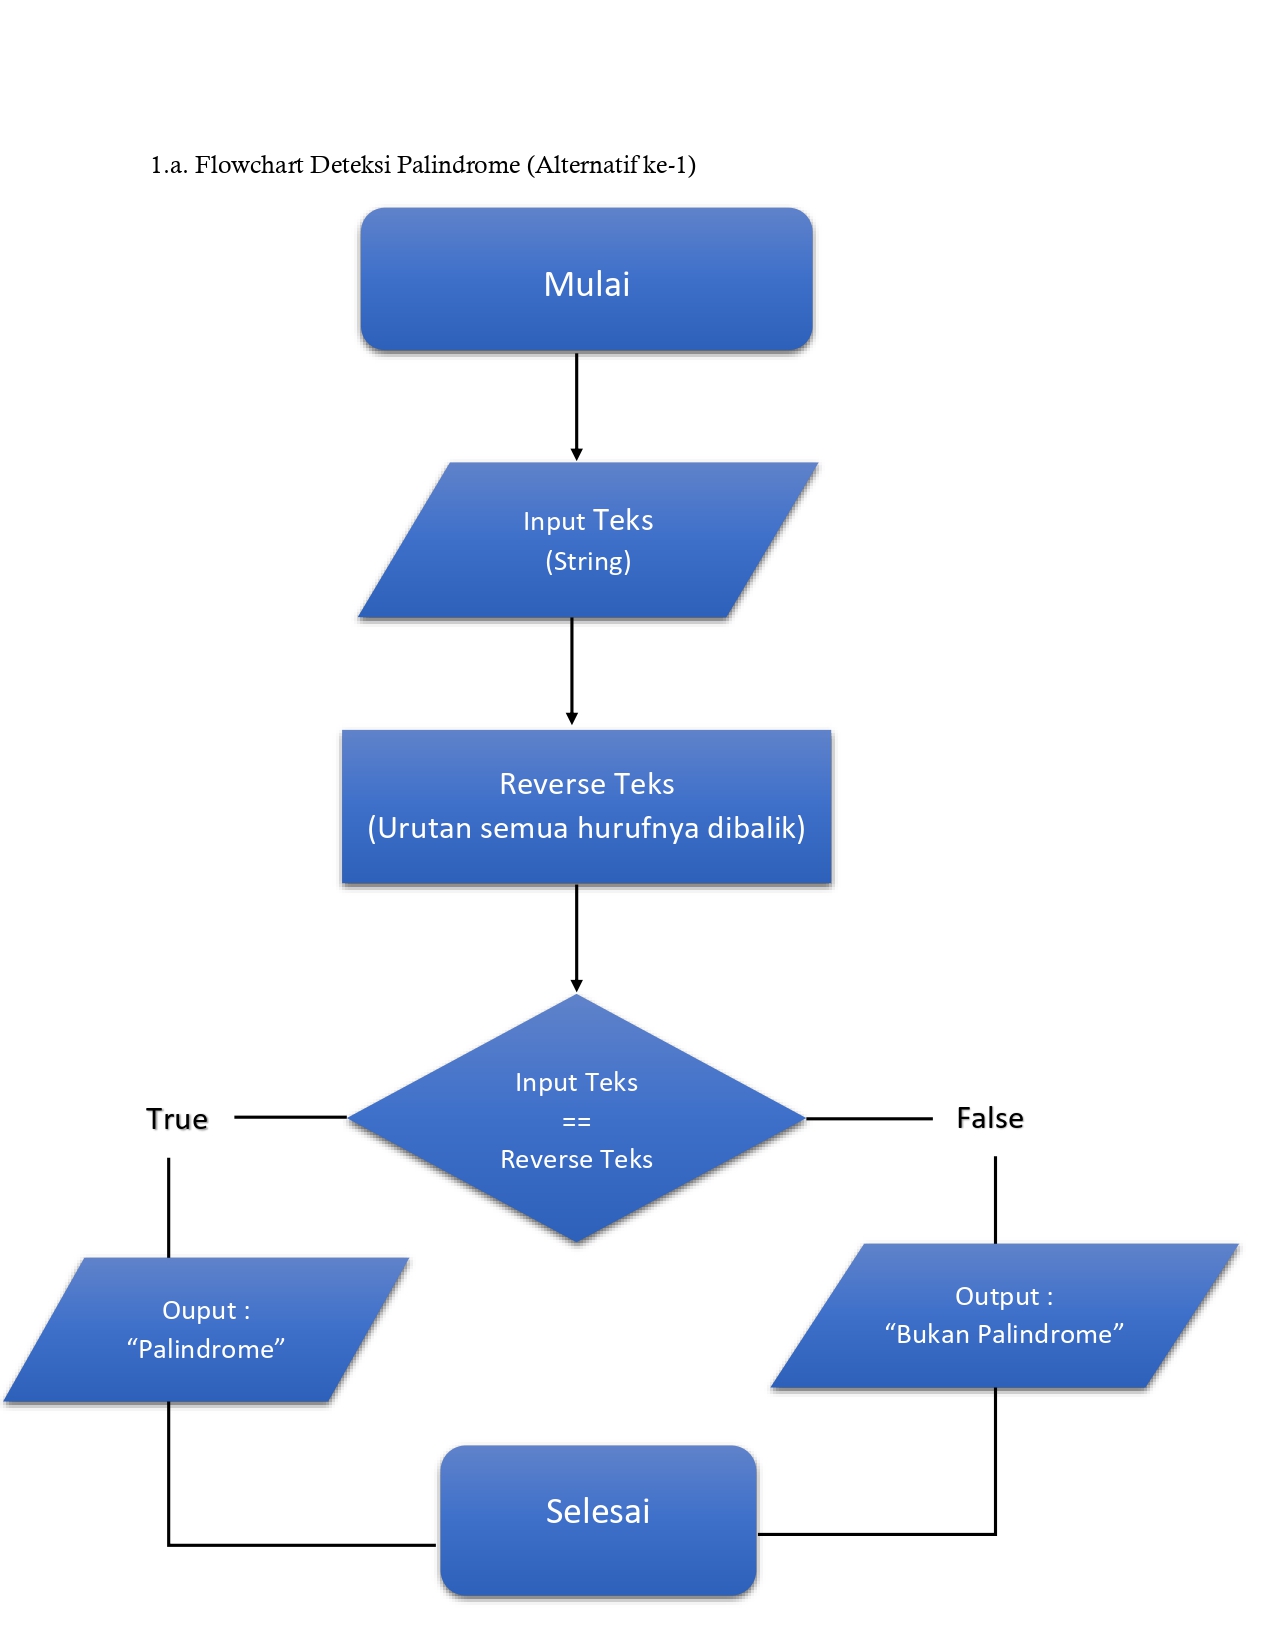 1.a. Flowchart Deteksi Palindrome (Alternatif ke-1)
Mulai
Input Teks
(String)
Reverse Teks
(Urutan semua hurufnya dibalik)
Input Teks
==
Reverse Teks
True
False
Ouput :
“Palindrome”
Output :
“Bukan Palindrome”
Selesai